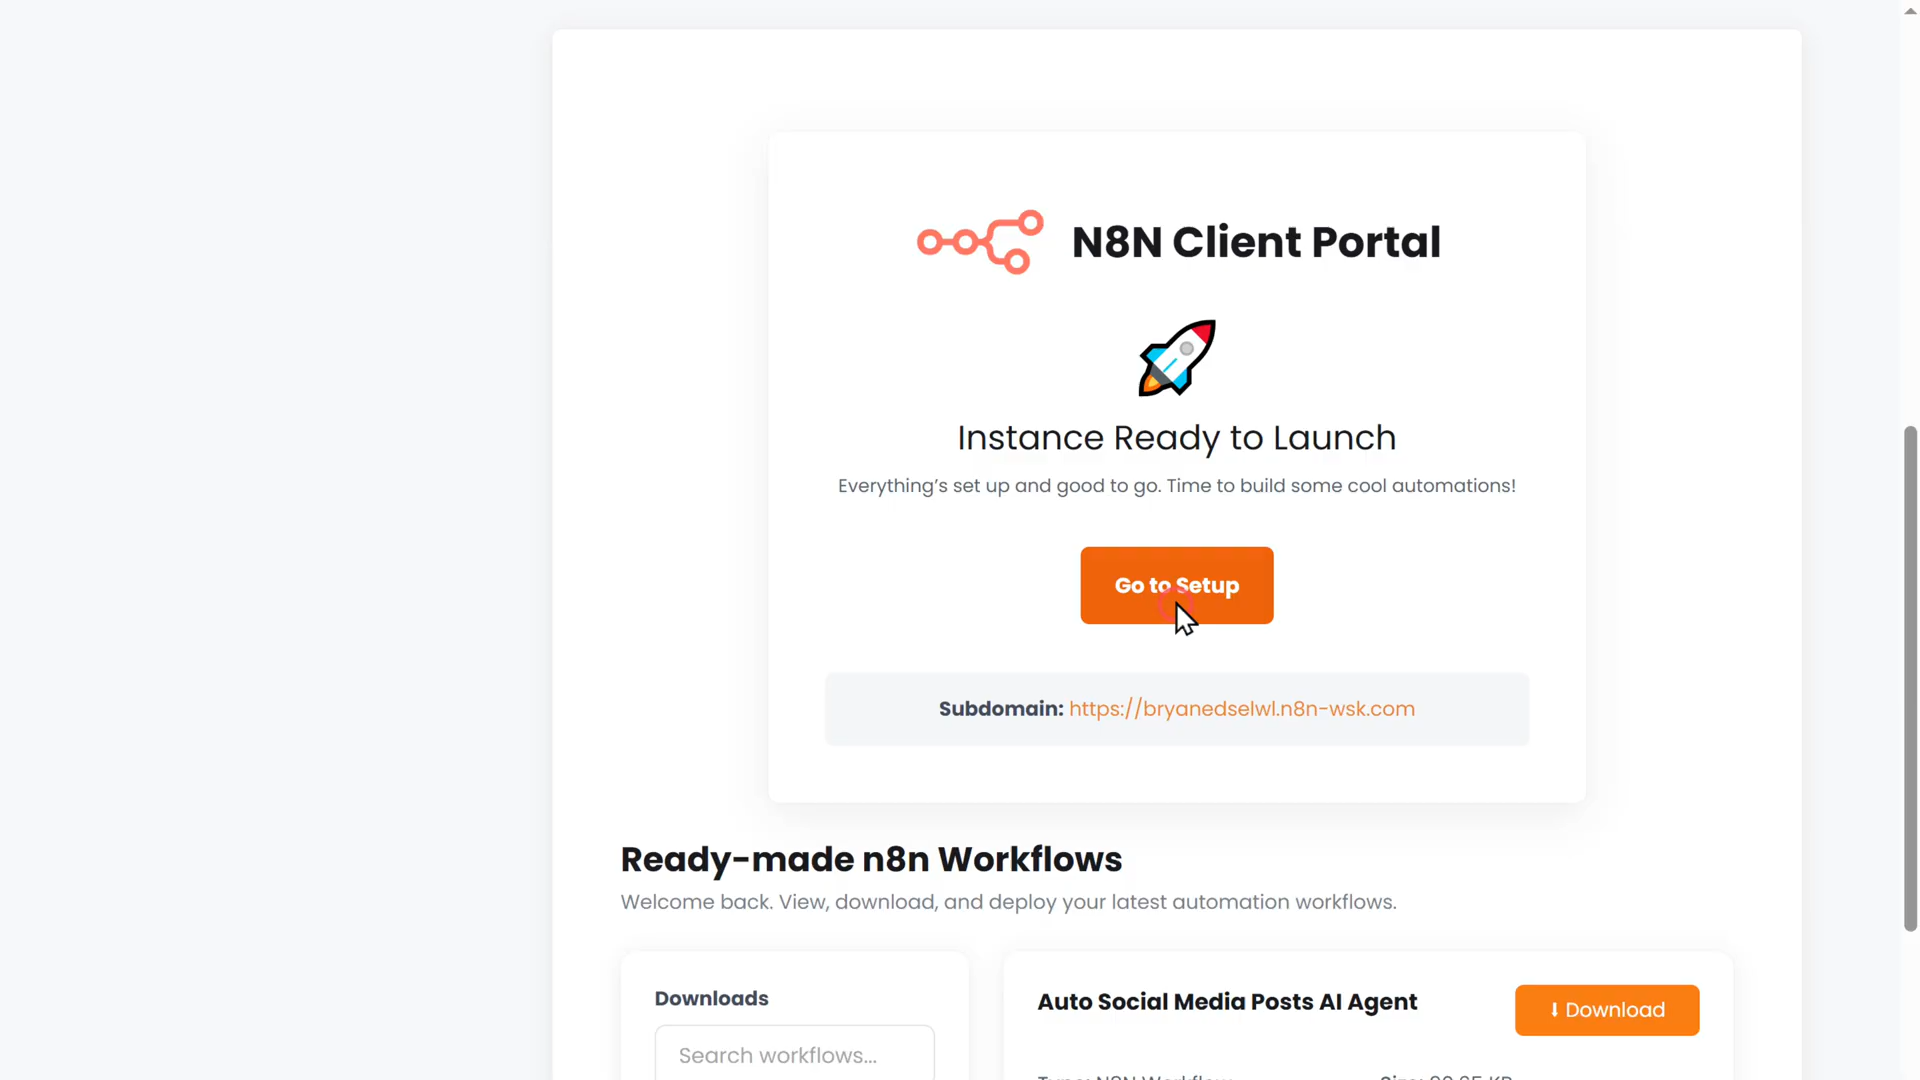 N8N Client Portal
Instance Ready to Launch
Everything's set up and good to go. Time to build some cool automations!
Go to Setup
Subdomain: https://bryanedselwl.n8n-wsk.com
Ready-made n8n Workflows
Welcome back. View, download, and deploy your latest automation workflows.
Downloads
Search workflows...
Auto Social Media Posts AI Agent
⬇ Download